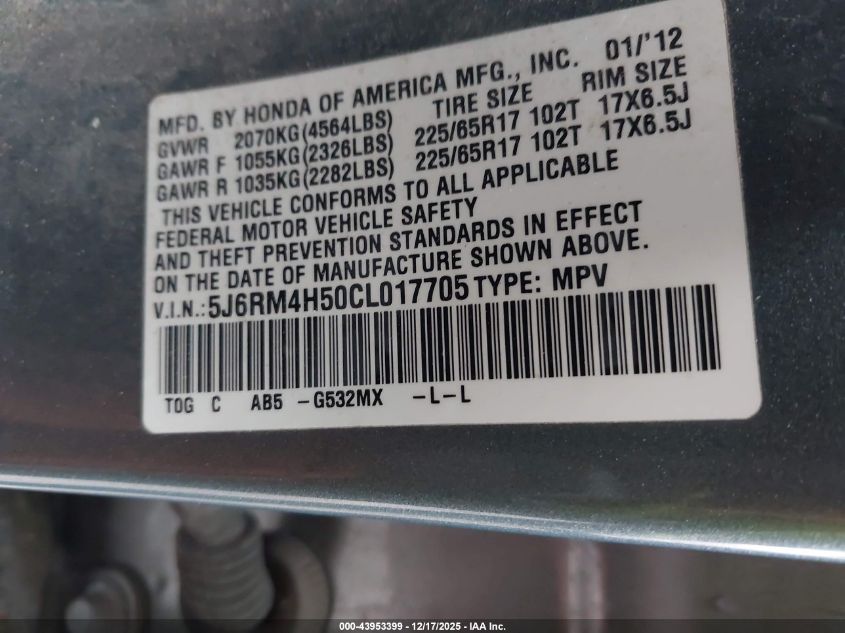 MFD. BY HONDA OF AMERICA MFG., INC. 01/'12
GVWR 2070KG(4564LBS) TIRE SIZE RIM SIZE
GAWR F 1055KG(2326LBS) 225/65R17 102T 17X6.5J
GAWR R 1035KG(2282LBS) 225/65R17 102T 17X6.5J
THIS VEHICLE CONFORMS TO ALL APPLICABLE
FEDERAL MOTOR VEHICLE SAFETY
AND THEFT PREVENTION STANDARDS IN EFFECT
ON THE DATE OF MANUFACTURE SHOWN ABOVE.
V.I.N.:5J6RM4H50CL017705 TYPE: MPV
TOG C AB5 -G532MX -L-L
000-43953399 - 12/17/2025 - IAA Inc.